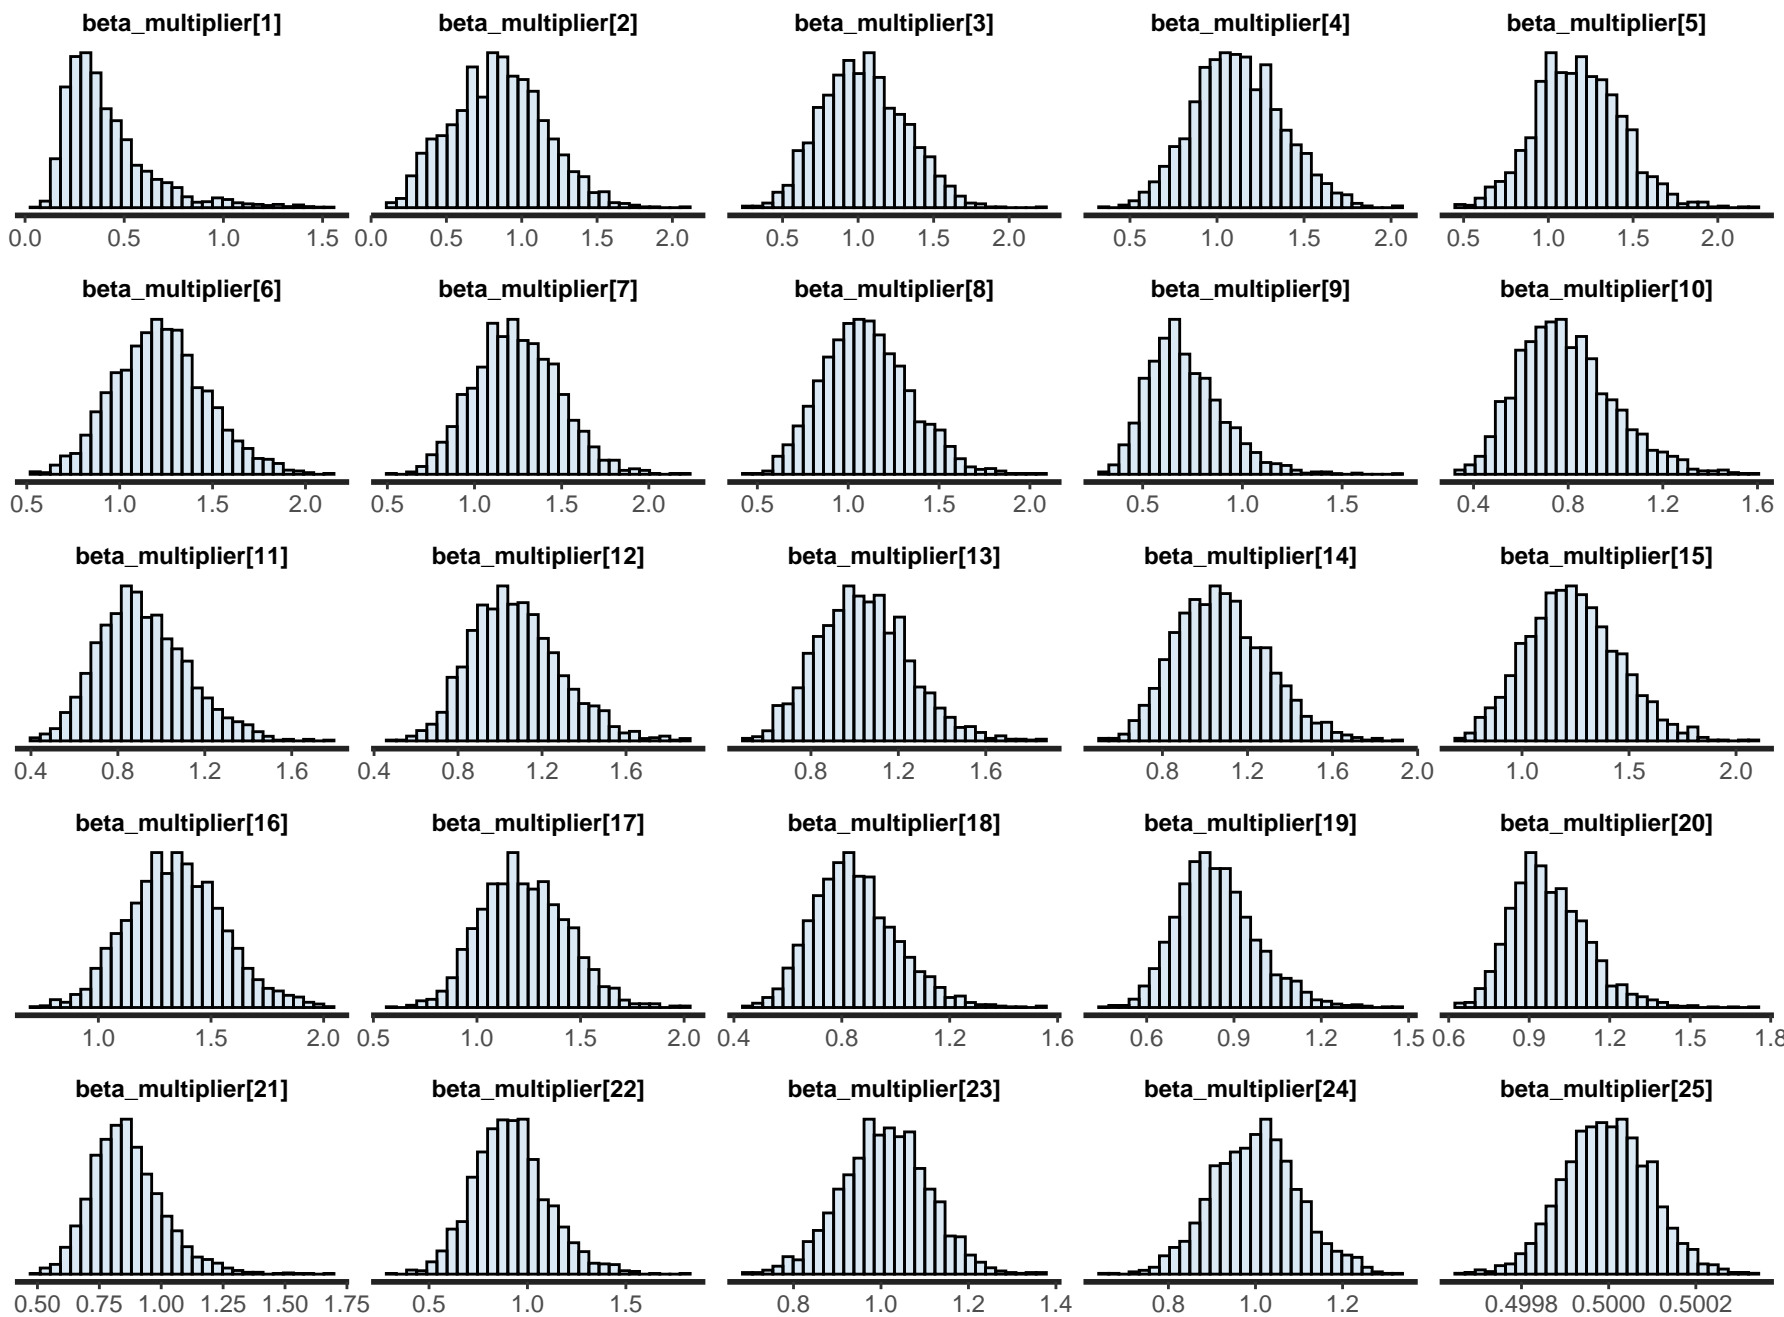 beta_multiplier[1] beta_multiplier[2] beta_multiplier[3] beta_multiplier[4] beta_multiplier[5]
0.0 0.5 1.0 1.5 0.0 0.5 1.0 1.5 2.0 0.5 1.0 1.5 2.0 0.5 1.0 1.5 2.0 0.5 1.0 1.5 2.0
beta_multiplier[6] beta_multiplier[7] beta_multiplier[8] beta_multiplier[9] beta_multiplier[10]
0.5 1.0 1.5 2.0 0.5 1.0 1.5 2.0 0.5 1.0 1.5 2.0 0.5 1.0 1.5 0.4 0.8 1.2 1.6
beta_multiplier[11] beta_multiplier[12] beta_multiplier[13] beta_multiplier[14] beta_multiplier[15]
0.4 0.8 1.2 1.6 0.4 0.8 1.2 1.6 0.8 1.2 1.6 0.8 1.2 1.6 2.0 1.0 1.5 2.0
beta_multiplier[16] beta_multiplier[17] beta_multiplier[18] beta_multiplier[19] beta_multiplier[20]
1.0 1.5 2.0 0.5 1.0 1.5 2.0 0.4 0.8 1.2 1.6 0.6 0.9 1.2 1.5 0.6 0.9 1.2 1.5 1.8
beta_multiplier[21] beta_multiplier[22] beta_multiplier[23] beta_multiplier[24] beta_multiplier[25]
0.50 0.75 1.00 1.25 1.50 1.75 0.5 1.0 1.5 0.8 1.0 1.2 1.4 0.8 1.0 1.2 0.4998 0.5000 0.5002